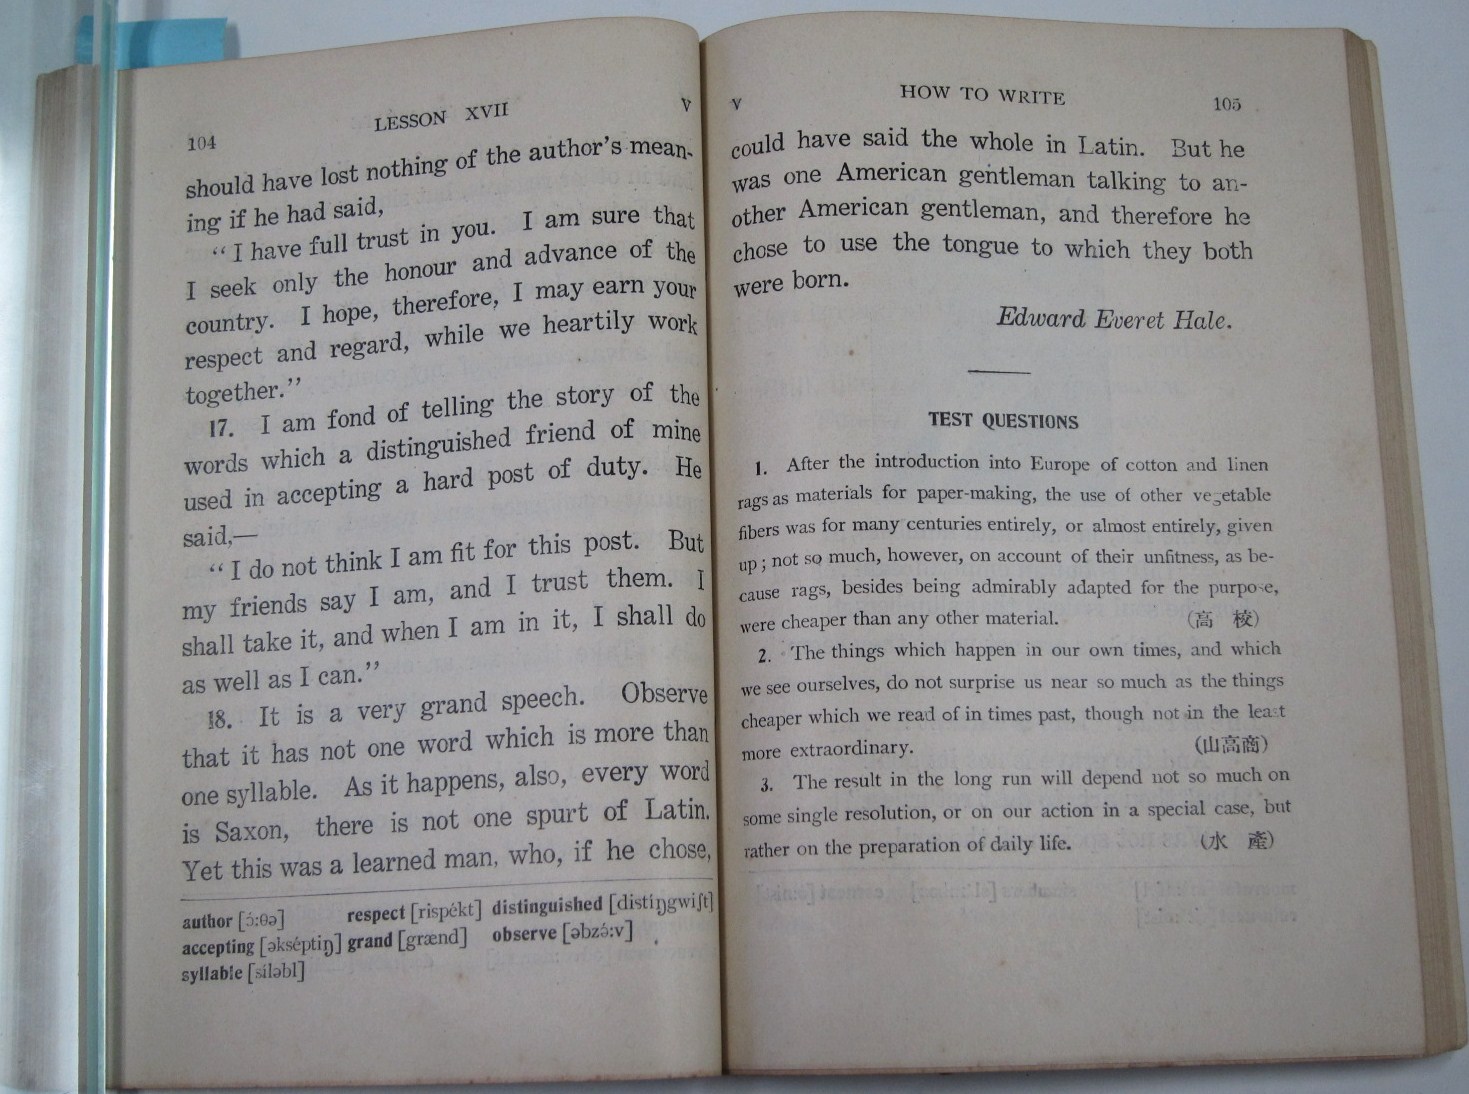 104
LESSON XVII
V
should have lost nothing of the author's mean-
ing if he had said,
“I have full trust in you. I am sure that
I seek only the honour and advance of the
country. I hope, therefore, I may earn your
respect and regard, while we heartily work
together.”
17. I am fond of telling the story of the
words which a distinguished friend of mine
used in accepting a hard post of duty. He
said,—
“I do not think I am fit for this post. But
my friends say I am, and I trust them. I
shall take it, and when I am in it, I shall do
as well as I can.”
18. It is a very grand speech. Observe
that it has not one word which is more than
one syllable. As it happens, also, every word
is Saxon, there is not one spurt of Latin.
Yet this was a learned man, who, if he chose,
author [ɔ́:θə] respect [rispékt] distinguished [distíŋgwiʃt]
accepting [əkséptiŋ] grand [grænd] observe [əbzə́:v]
syllable [síləbl]
V
HOW TO WRITE
105
could have said the whole in Latin. But he
was one American gentleman talking to an-
other American gentleman, and therefore he
chose to use the tongue to which they both
were born.
Edward Everet Hale.
TEST QUESTIONS
1. After the introduction into Europe of cotton and linen
rags as materials for paper-making, the use of other vegetable
fibers was for many centuries entirely, or almost entirely, given
up; not so much, however, on account of their unfitness, as be-
cause rags, besides being admirably adapted for the purpose,
were cheaper than any other material. (高 校)
2. The things which happen in our own times, and which
we see ourselves, do not surprise us near so much as the things
cheaper which we read of in times past, though not in the least
more extraordinary. (山高商)
3. The result in the long run will depend not so much on
some single resolution, or on our action in a special case, but
rather on the preparation of daily life. (水 産)